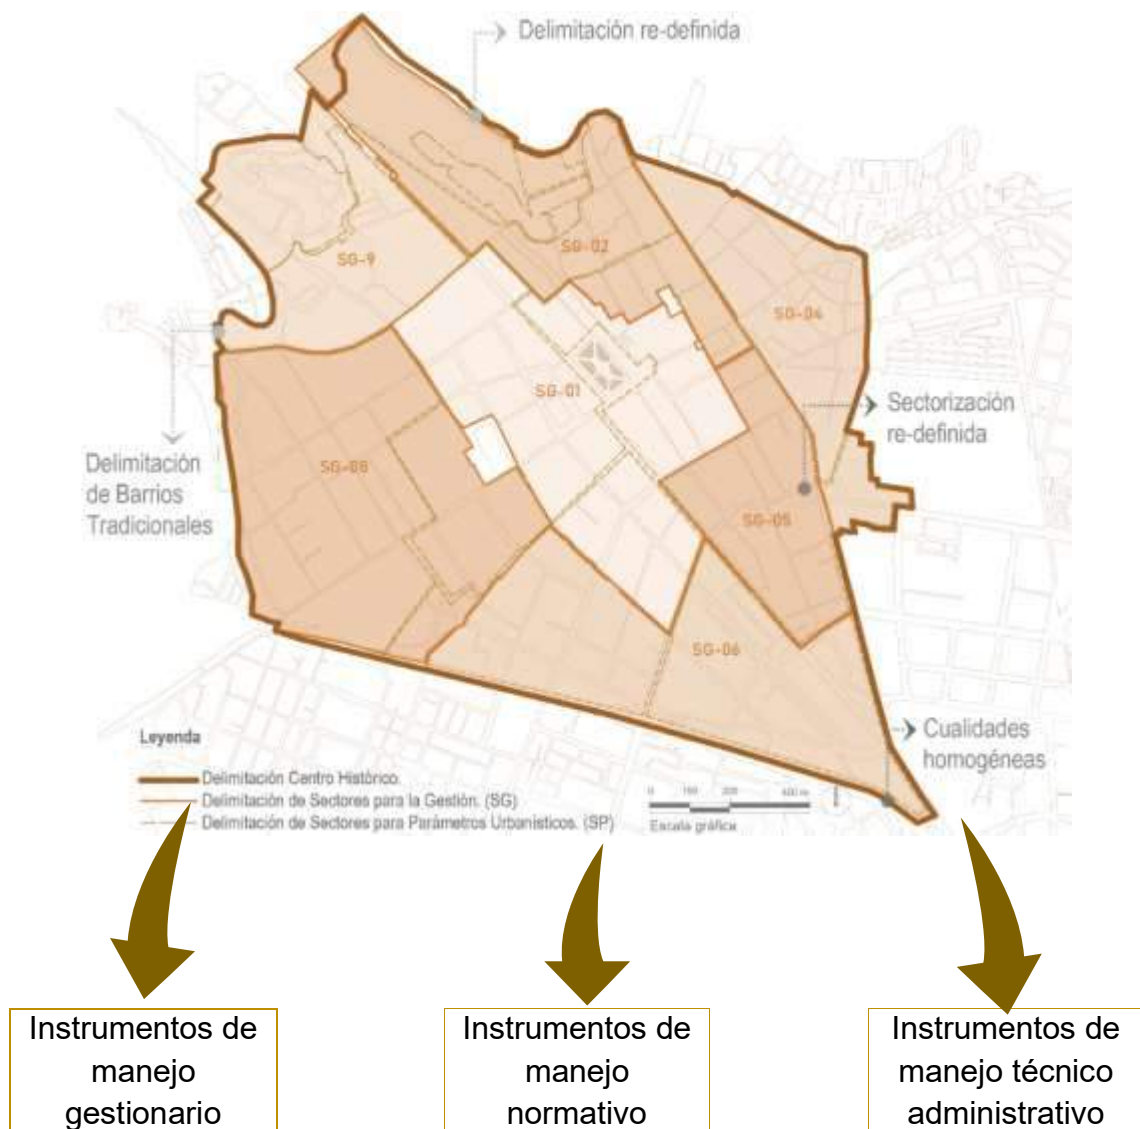 Delimitación re-definida
SG-02
SG-9
SG-04
SG-01
Sectorización
re-definida
Delimitación
de Barrios
Tradicionales
SG-08
SG-05
SG-06
Cualidades
homogéneas
Leyenda
Delimitación Centro Histórico.
Delimitación de Sectores para la Gestión. (SG)
Delimitación de Sectores para Parámetros Urbanísticos. (SP)
Escala gráfica
Instrumentos de
manejo
gestionario
Instrumentos de
manejo
normativo
Instrumentos de
manejo técnico
administrativo